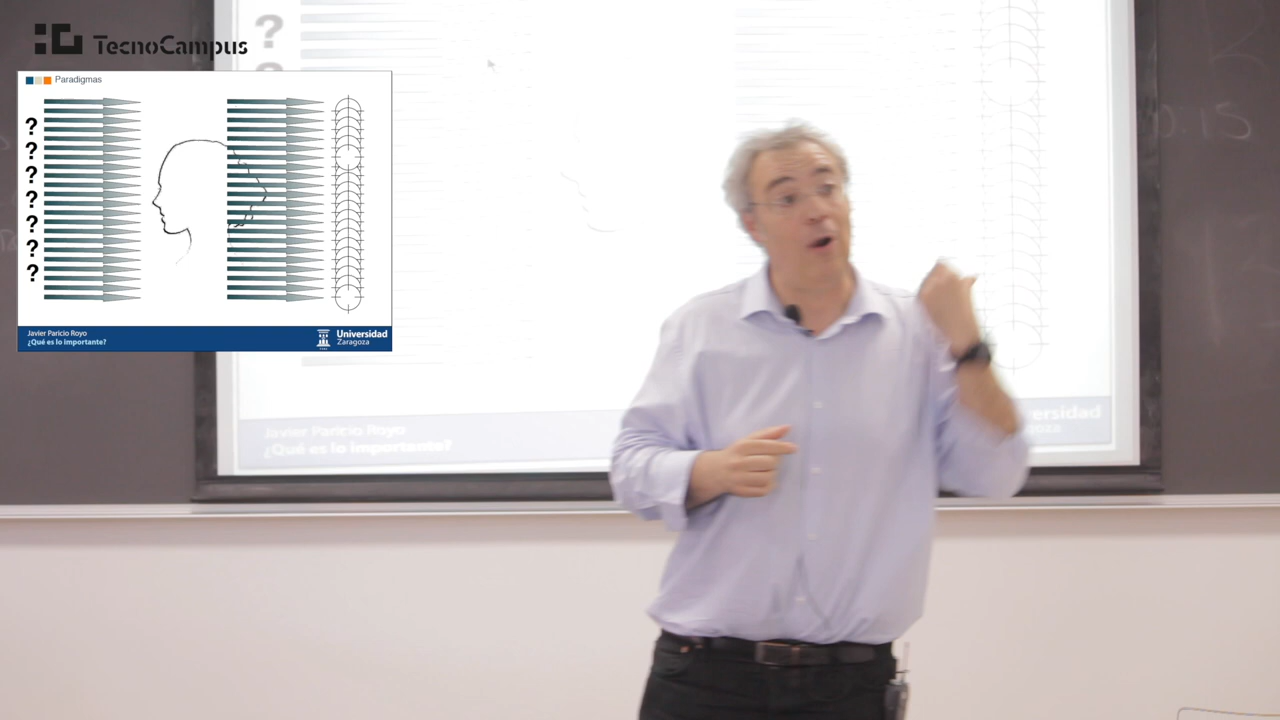 TecnoCampus
Paradigmas
?
?
?
?
?
?
?
Javier Paricio Royo
¿Qué es lo importante?
Universidad
Zaragoza
?
Javier Paricio Royo
¿Qué es lo importante?
ersidad